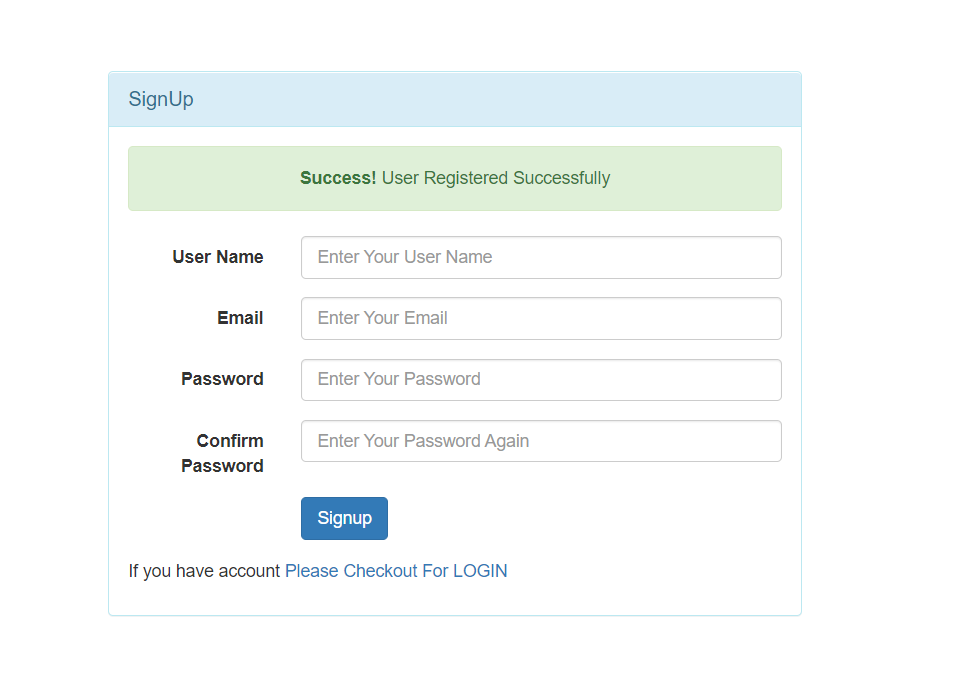 SignUp
Success! User Registered Successfully
User Name
Enter Your User Name
Email
Enter Your Email
Password
Enter Your Password
Confirm
Password
Enter Your Password Again
Signup
If you have account Please Checkout For LOGIN